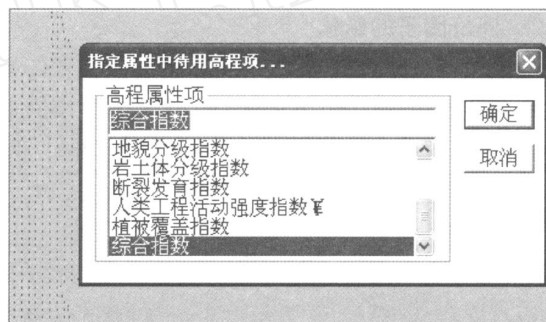 指定属性中待用高程项...
高程属性项
综合指数
确定
地貌分级指数
取消
岩土体分级指数
断裂发育指数
人类工程活动强度指数¥
植被覆盖指数
综合指数